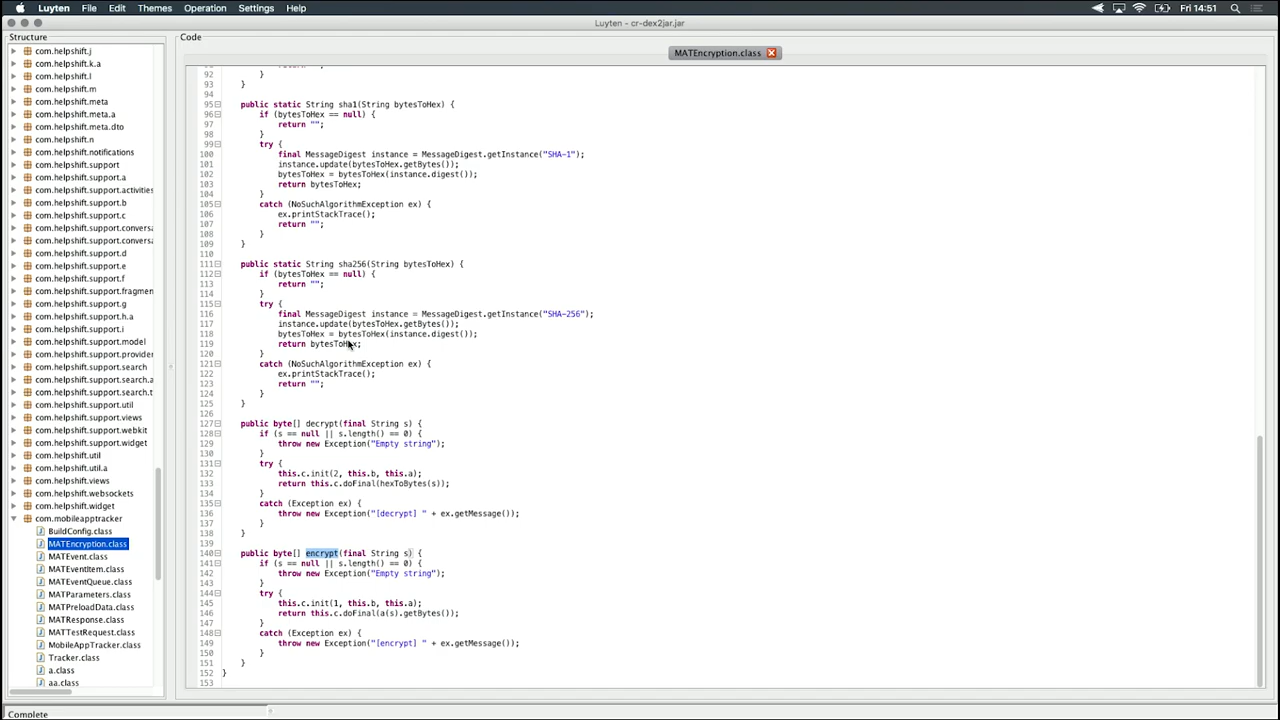 Luyten File Edit Themes Operation Settings Help Fri 14:51
Luyten - cr-dex2jar.jar
Structure
com.helpshift.j
com.helpshift.k.a
com.helpshift.l
com.helpshift.m
com.helpshift.meta
com.helpshift.meta.a
com.helpshift.meta.dto
com.helpshift.n
com.helpshift.notifications
com.helpshift.support
com.helpshift.support.a
com.helpshift.support.activities
com.helpshift.support.b
com.helpshift.support.c
com.helpshift.support.conversa
com.helpshift.support.conversa
com.helpshift.support.d
com.helpshift.support.e
com.helpshift.support.f
com.helpshift.support.fragmen
com.helpshift.support.g
com.helpshift.support.h.a
com.helpshift.support.i
com.helpshift.support.model
com.helpshift.support.provider
com.helpshift.support.search
com.helpshift.support.search.a
com.helpshift.support.search.t
com.helpshift.support.util
com.helpshift.support.views
com.helpshift.support.webkit
com.helpshift.support.widget
com.helpshift.util
com.helpshift.util.a
com.helpshift.views
com.helpshift.websockets
com.helpshift.widget
com.mobileapptracker
BuildConfig.class
MATEncryption.class
MATEvent.class
MATEventItem.class
MATEventQueue.class
MATParameters.class
MATPreloadData.class
MATResponse.class
MATTestRequest.class
MobileAppTracker.class
Tracker.class
a.class
aa.class
Code
MATEncryption.class
92 }
93 }
94
95 public static String sha1(String bytesToHex) {
96 if (bytesToHex == null) {
97 return "";
98 }
99 try {
100 final MessageDigest instance = MessageDigest.getInstance("SHA-1");
101 instance.update(bytesToHex.getBytes());
102 bytesToHex = bytesToHex(instance.digest());
103 return bytesToHex;
104 }
105 catch (NoSuchAlgorithmException ex) {
106 ex.printStackTrace();
107 return "";
108 }
109 }
110
111 public static String sha256(String bytesToHex) {
112 if (bytesToHex == null) {
113 return "";
114 }
115 try {
116 final MessageDigest instance = MessageDigest.getInstance("SHA-256");
117 instance.update(bytesToHex.getBytes());
118 bytesToHex = bytesToHex(instance.digest());
119 return bytesToHex;
120 }
121 catch (NoSuchAlgorithmException ex) {
122 ex.printStackTrace();
123 return "";
124 }
125 }
126
127 public byte[] decrypt(final String s) {
128 if (s == null || s.length() == 0) {
129 throw new Exception("Empty string");
130 }
131 try {
132 this.c.init(2, this.b, this.a);
133 return this.c.doFinal(hexToBytes(s));
134 }
135 catch (Exception ex) {
136 throw new Exception("[decrypt] " + ex.getMessage());
137 }
138 }
139
140 public byte[] encrypt(final String s) {
141 if (s == null || s.length() == 0) {
142 throw new Exception("Empty string");
143 }
144 try {
145 this.c.init(1, this.b, this.a);
146 return this.c.doFinal(a(s).getBytes());
147 }
148 catch (Exception ex) {
149 throw new Exception("[encrypt] " + ex.getMessage());
150 }
151 }
152 }
153
Complete